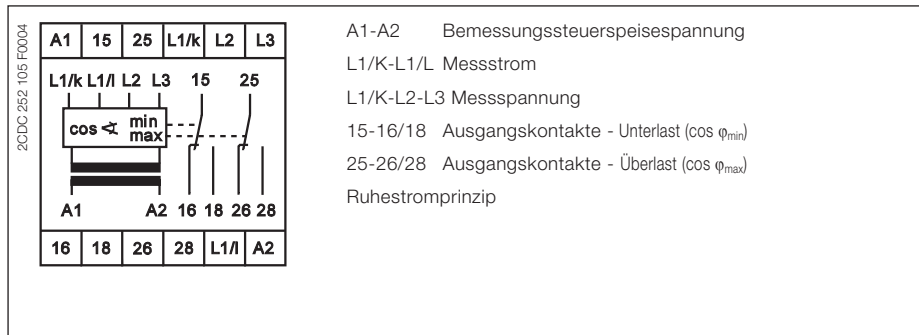 2CDC 252 105 F0004
A1 15 25 L1/k L2 L3
L1/k L1/l L2 L3 15 25
cos ∢ min
max
A1 A2 16 18 26 28
16 18 26 28 L1/l A2
A1-A2 Bemessungssteuerspeisespannung
L1/K-L1/L Messstrom
L1/K-L2-L3 Messspannung
15-16/18 Ausgangskontakte - Unterlast (cos φmin)
25-26/28 Ausgangskontakte - Überlast (cos φmax)
Ruhestromprinzip